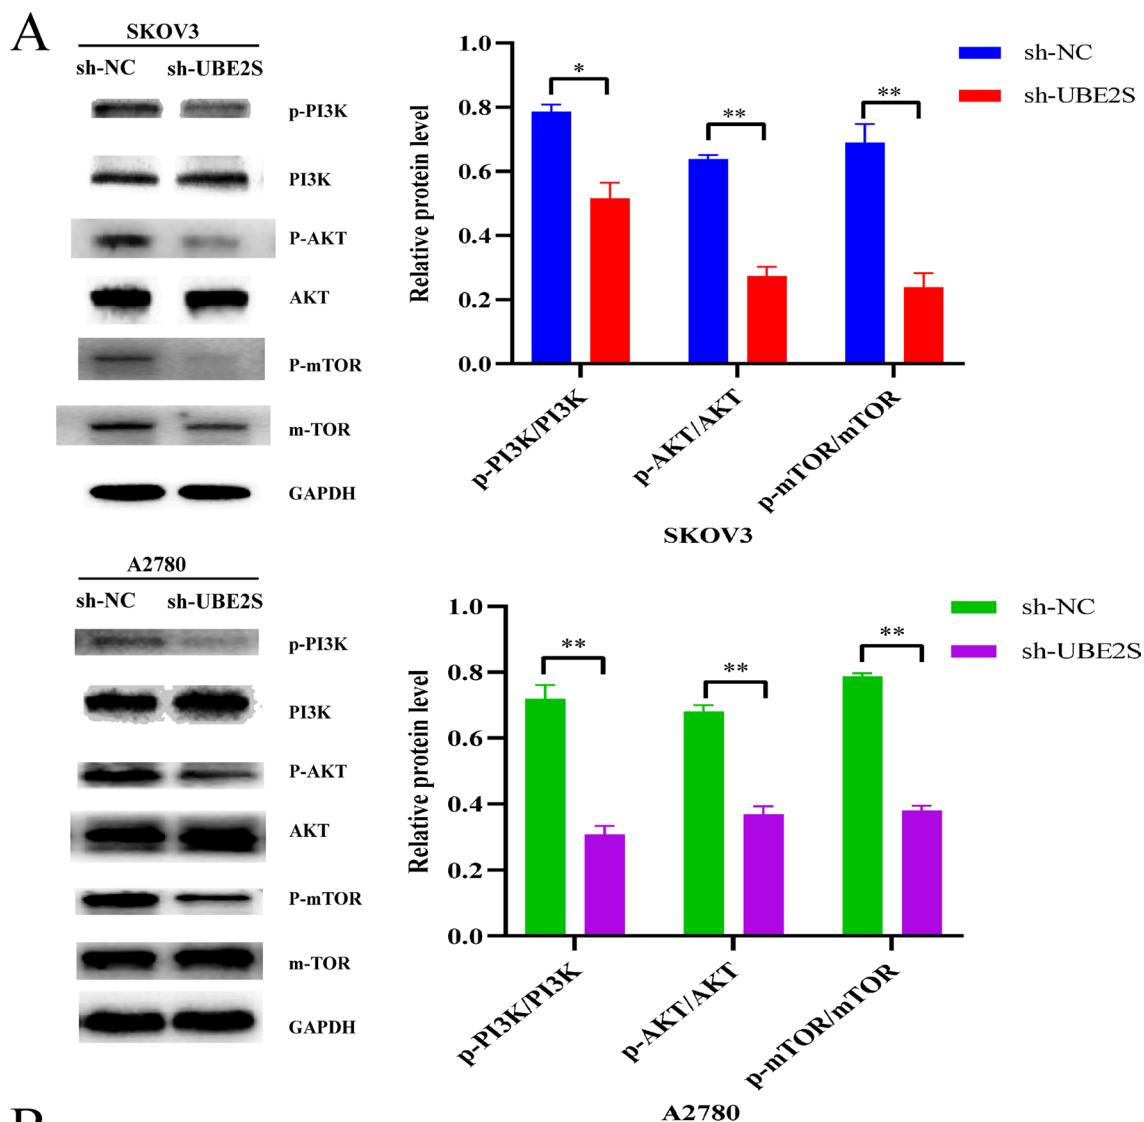 A
SKOV3
sh-NC sh-UBE2S
p-PI3K
PI3K
P-AKT
AKT
P-mTOR
m-TOR
GAPDH
Relative protein level
1.0
0.8
0.6
0.4
0.2
0.0
*
**
**
sh-NC
sh-UBE2S
p-PI3K/PI3K
p-AKT/AKT
p-mTOR/mTOR
SKOV3
A2780
sh-NC sh-UBE2S
p-PI3K
PI3K
P-AKT
AKT
P-mTOR
m-TOR
GAPDH
Relative protein level
1.0
0.8
0.6
0.4
0.2
0.0
**
**
**
sh-NC
sh-UBE2S
p-PI3K/PI3K
p-AKT/AKT
p-mTOR/mTOR
A2780